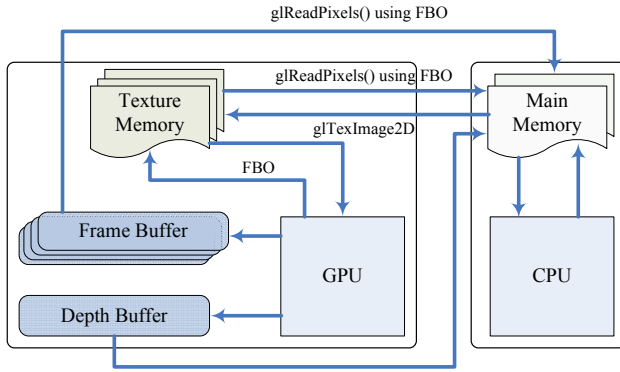 glReadPixels() using FBO
glReadPixels() using FBO
Texture
Memory
Main
Memory
glTexImage2D
FBO
Frame Buffer
GPU
CPU
Depth Buffer